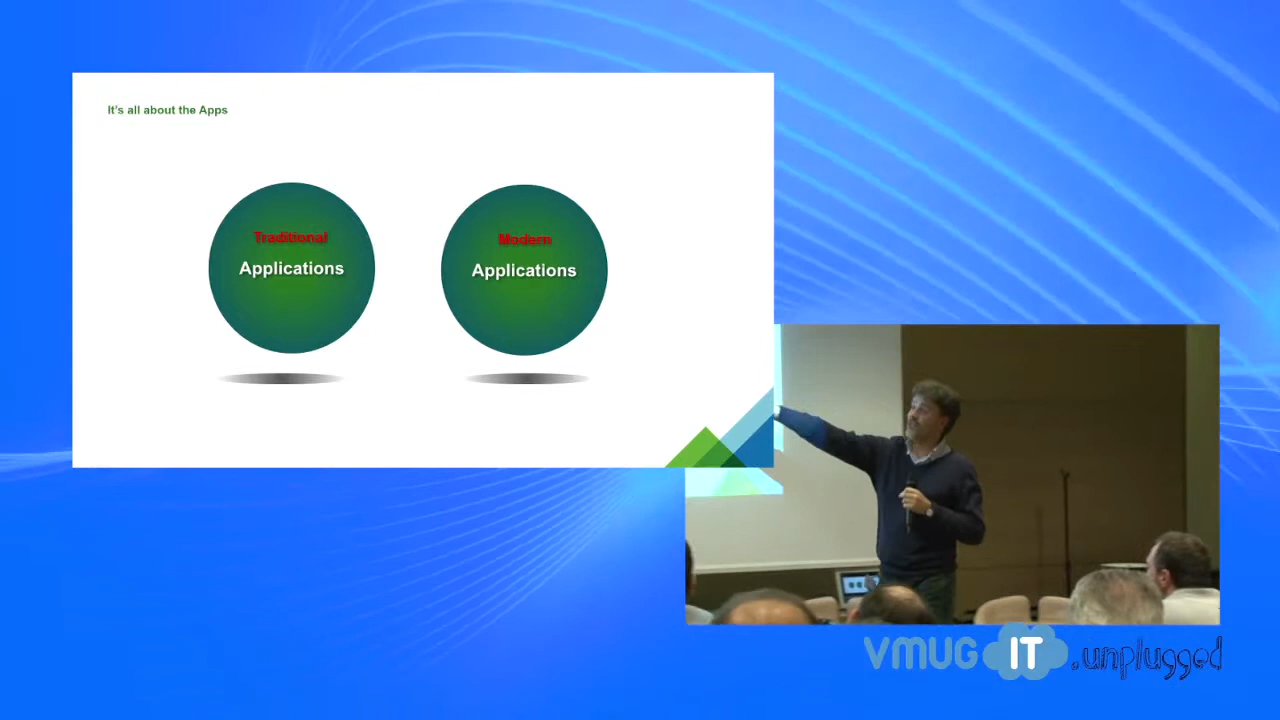 It's all about the Apps
Traditional
Applications
Modern
Applications
VMUG IT .unplugged